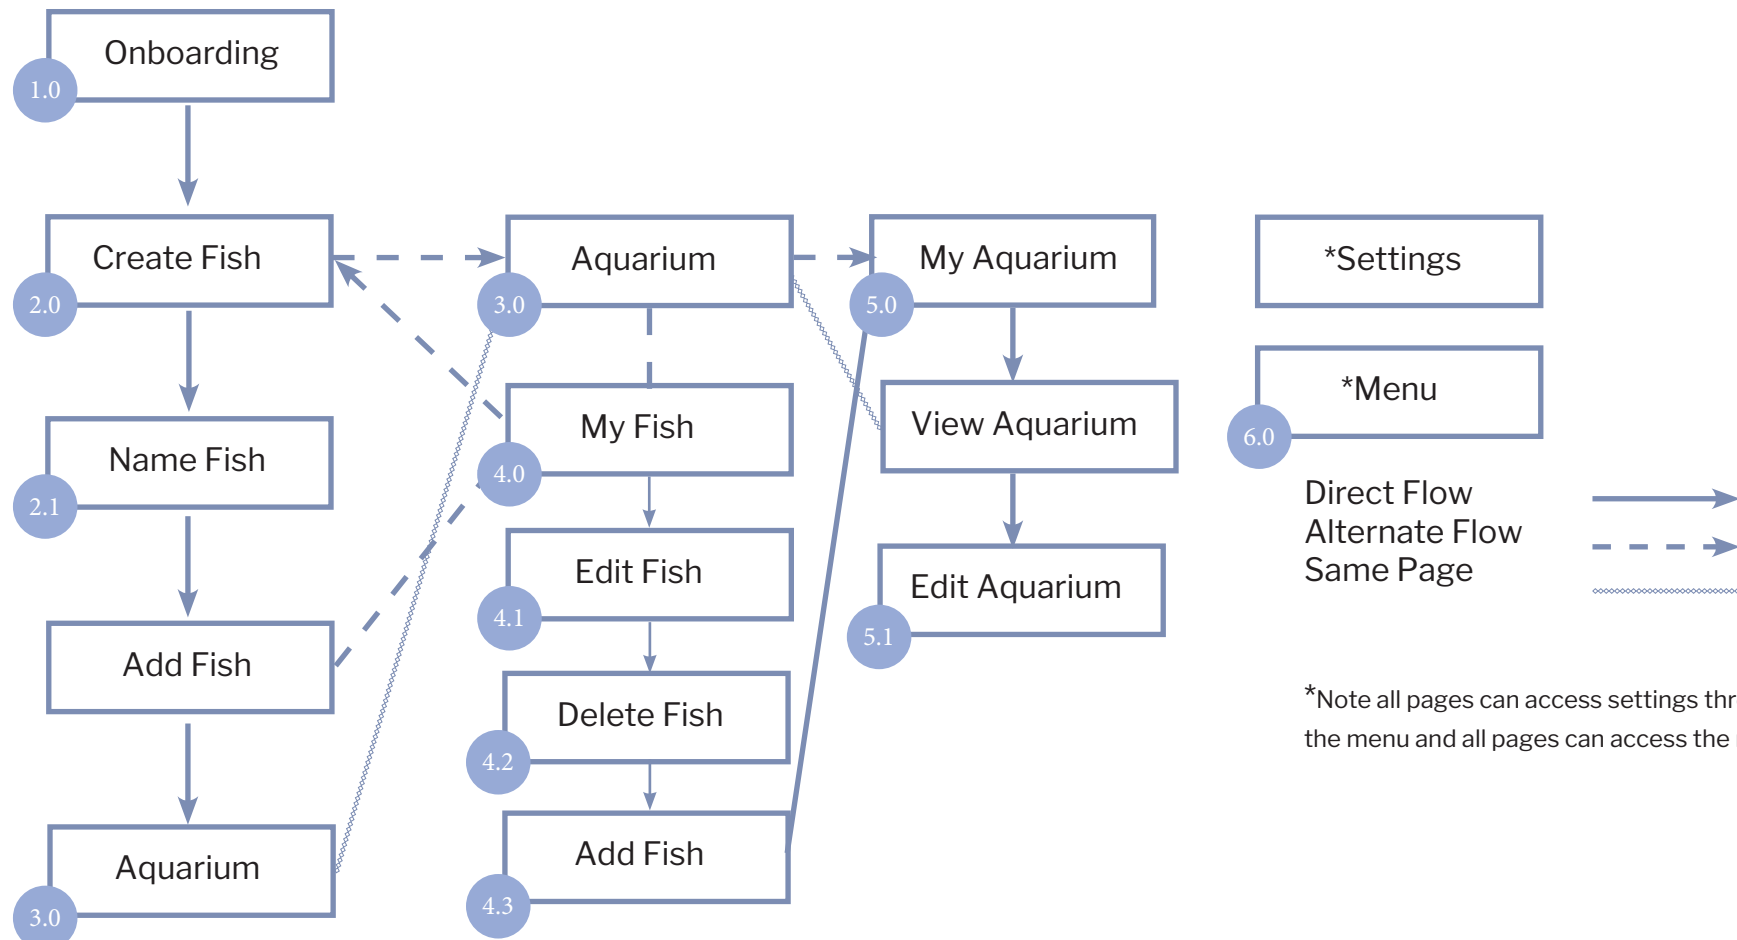 Onboarding
1.0
Create Fish
2.0
Name Fish
2.1
Add Fish
Aquarium
3.0
Aquarium
3.0
My Fish
4.0
Edit Fish
4.1
Delete Fish
4.2
Add Fish
4.3
My Aquarium
5.0
View Aquarium
Edit Aquarium
5.1
*Settings
*Menu
6.0
Direct Flow
Alternate Flow
Same Page
*Note all pages can access settings
the menu and all pages can access the